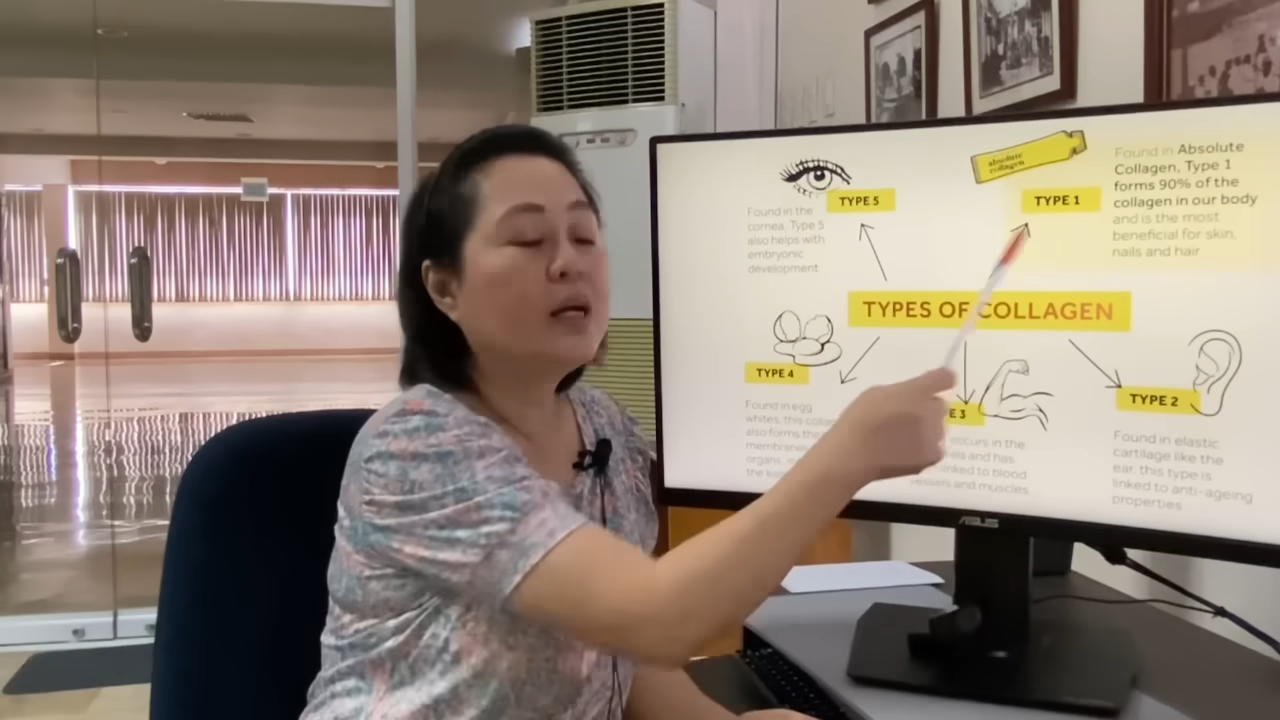 absolute
collagen
TYPE 5
TYPE 1
Found in the
cornea, Type 5
also helps with
embryonic
development
Found in Absolute
Collagen, Type 1
forms 90% of the
collagen in our body
and is the most
beneficial for skin,
nails and hair
TYPES OF COLLAGEN
TYPE 4
Found in egg
whites, this
also forms the
membranes
organs,
the
E 3
occurs in the
and has
linked to blood
vessels and muscles
TYPE 2
Found in elastic
cartilage like the
ear, this type is
linked to anti-ageing
properties
ASUS